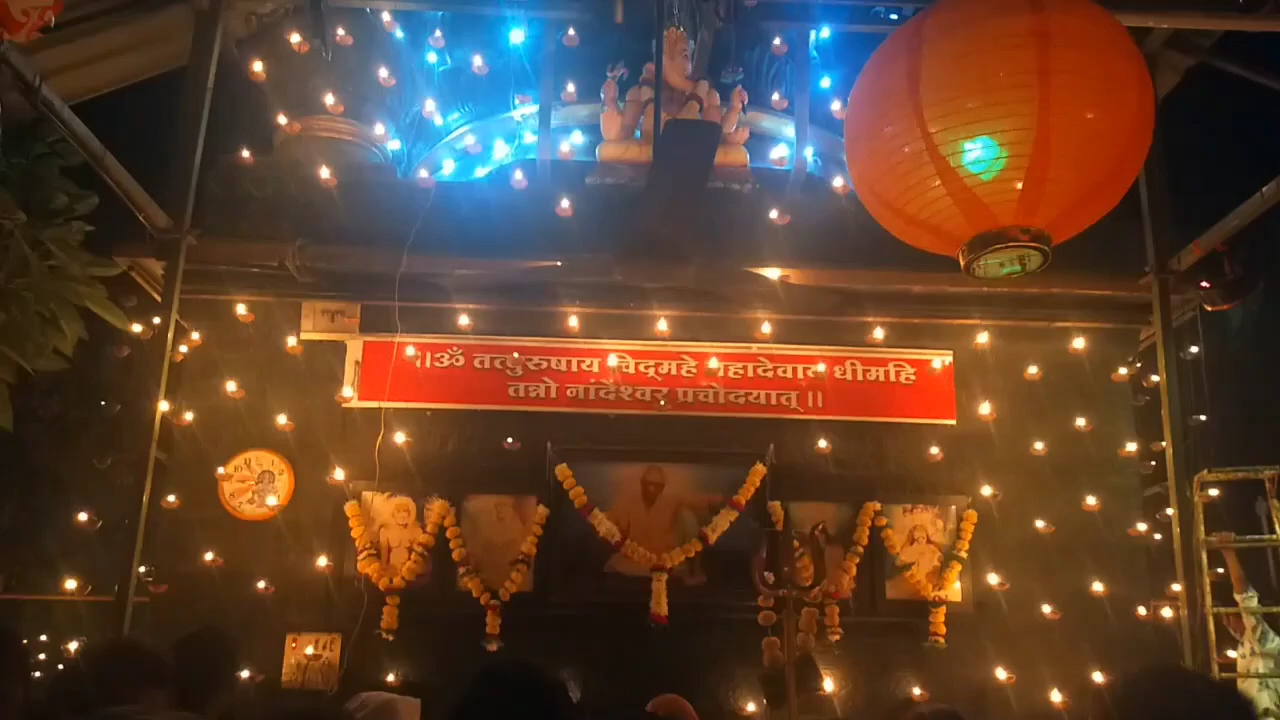 ॥ॐ तत्पुरुषाय विद्महे महादेवाय धीमहि
तन्नो नांदेश्वर प्रचोदयात्॥